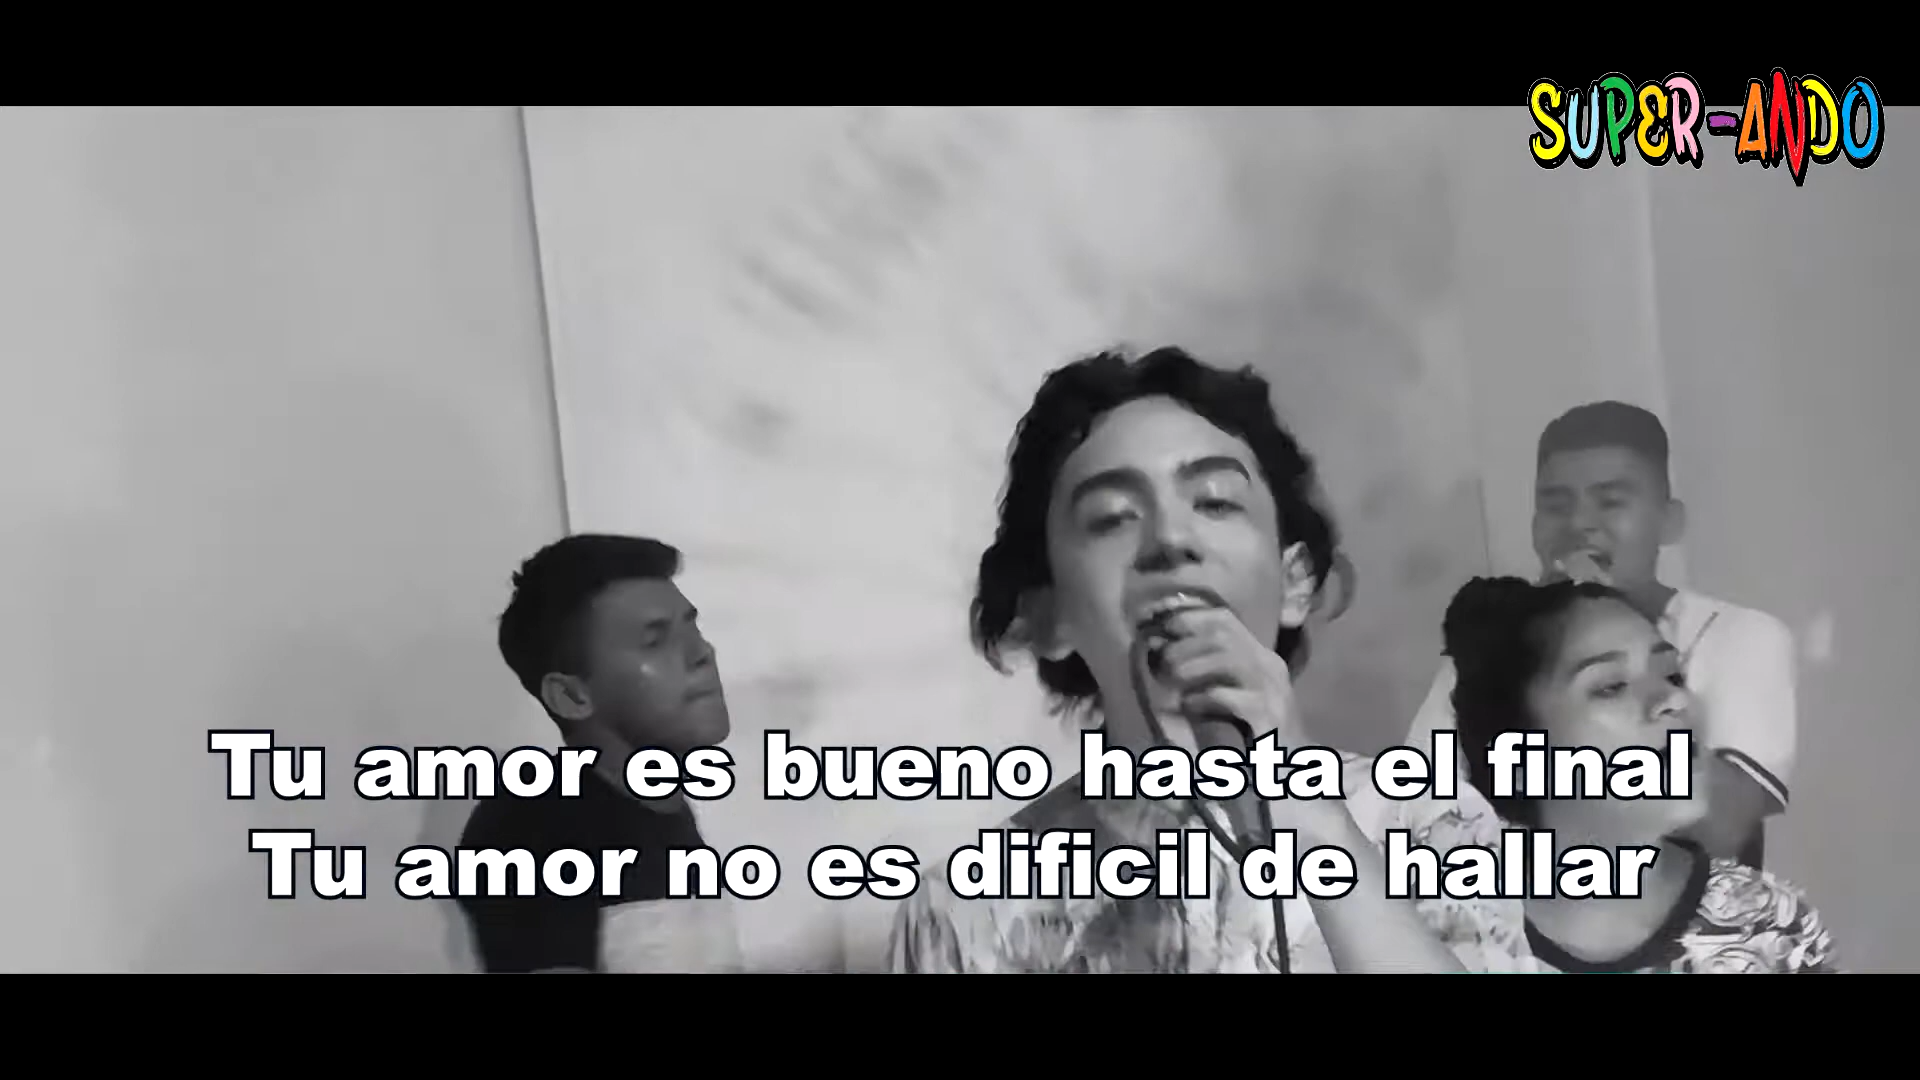 SUPER-ANDO
Tu amor es bueno hasta el final
Tu amor no es dificil de hallar